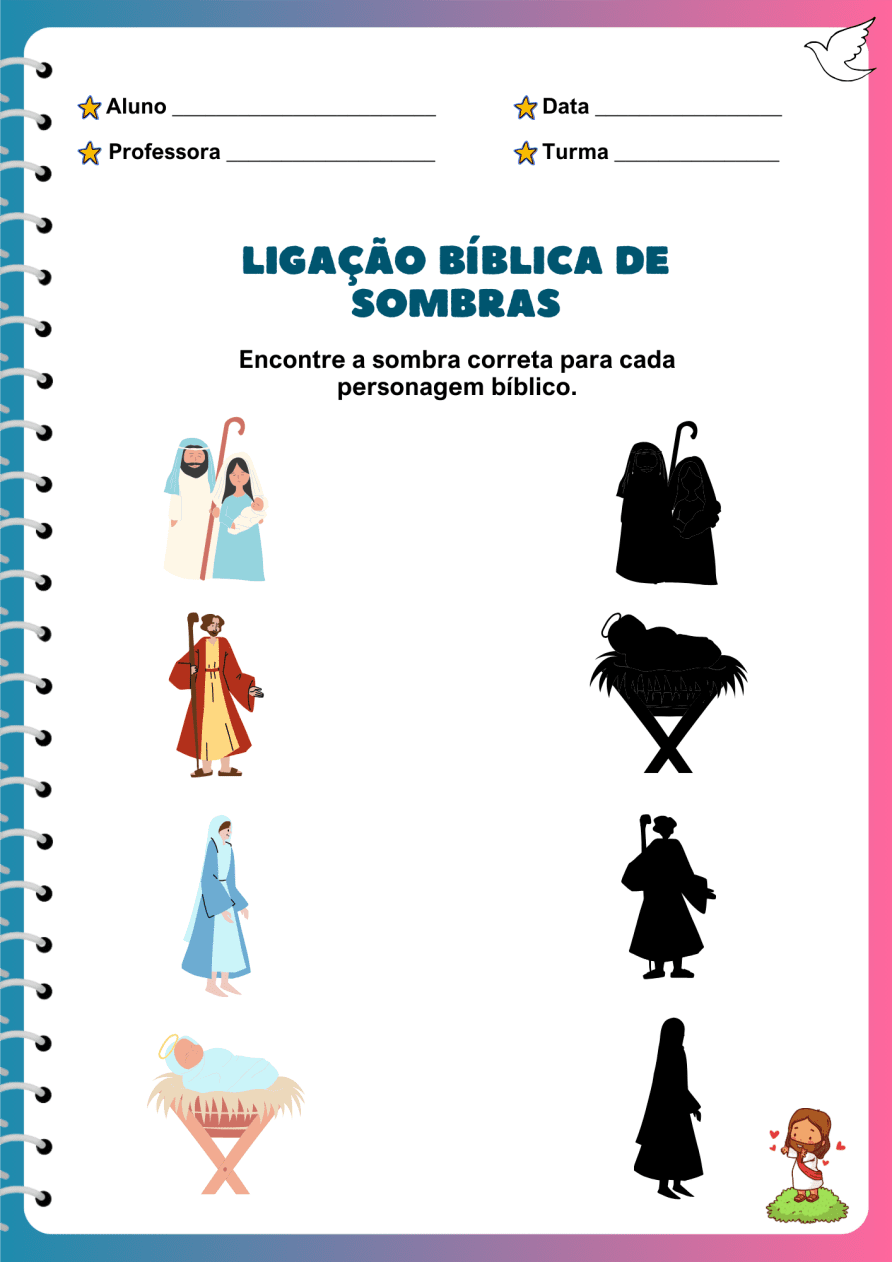 Aluno ______________________ Data ________________
Professora __________________ Turma ______________
LIGAÇÃO BÍBLICA DE
SOMBRAS
Encontre a sombra correta para cada
personagem bíblico.